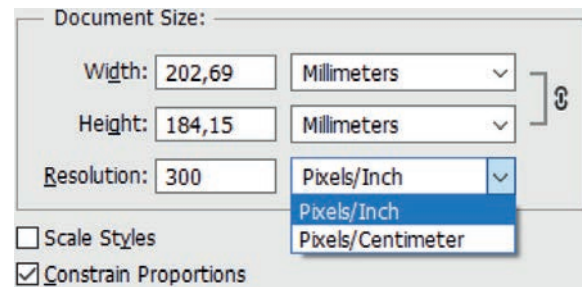 Document Size:
Width: 202,69 Millimeters
Height: 184,15 Millimeters
Resolution: 300 Pixels/Inch
Pixels/Inch
Scale Styles Pixels/Centimeter
Constrain Proportions